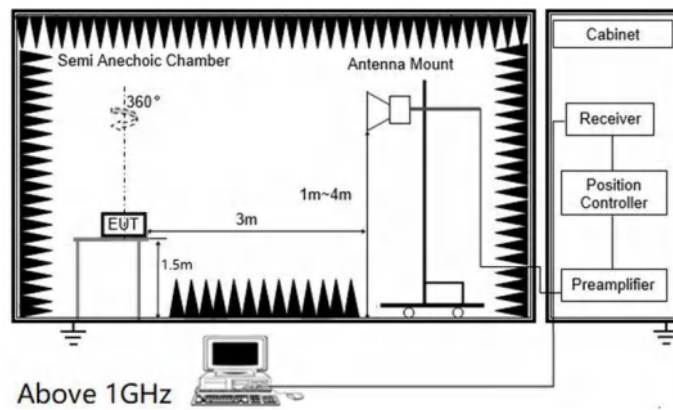 Semi Anechoic Chamber
Antenna Mount
Cabinet
360°
Receiver
1m~4m
Position
Controller
EUT
3m
1.5m
Preamplifier
Above 1GHz